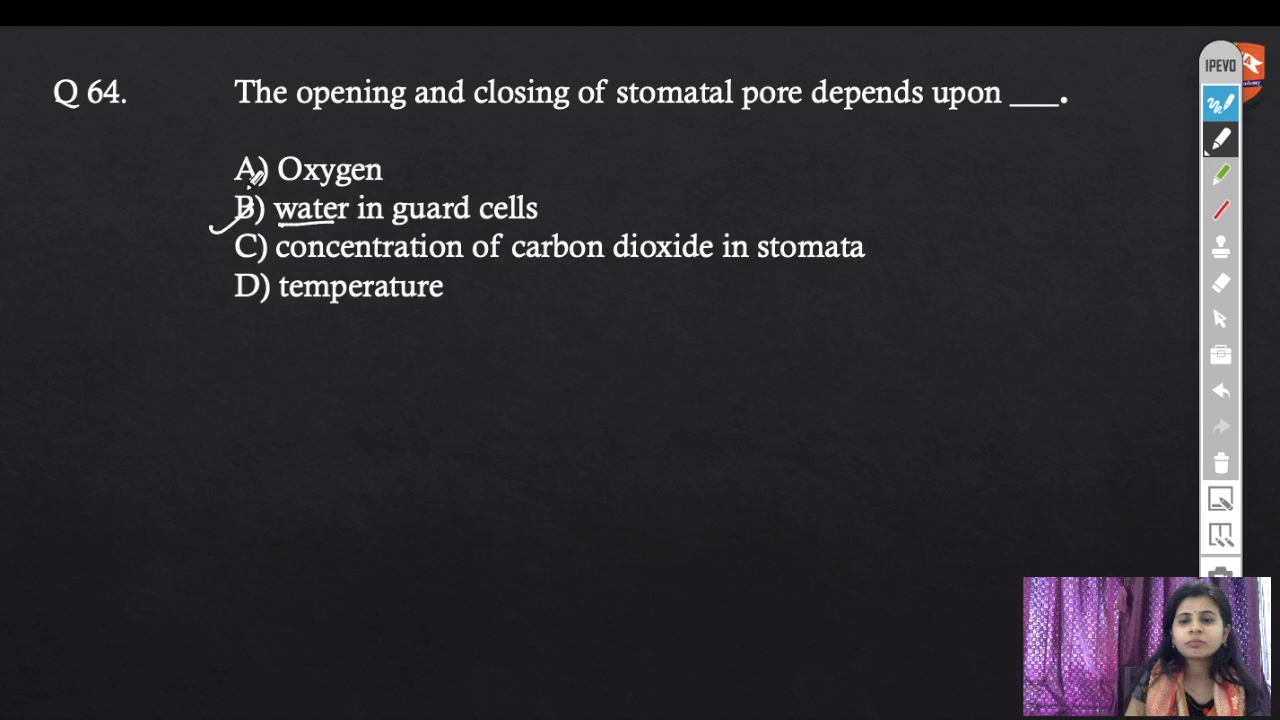 Q 64. The opening and closing of stomatal pore depends upon ___.
A) Oxygen
B) water in guard cells
C) concentration of carbon dioxide in stomata
D) temperature
IPEVO